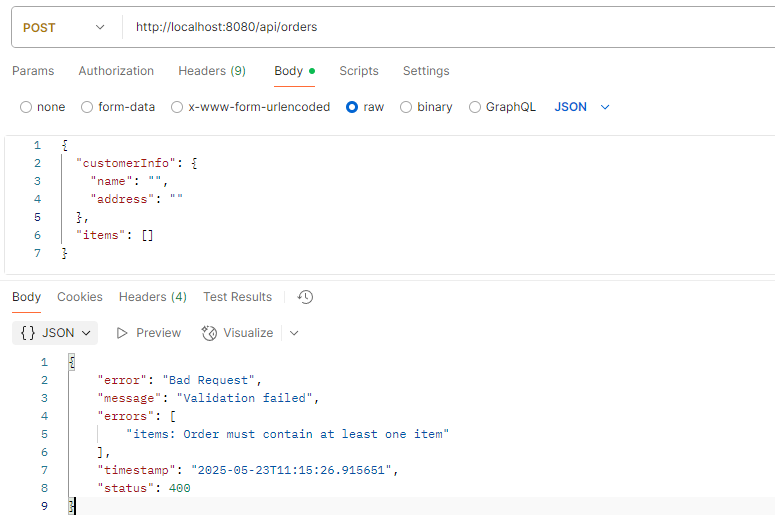 POST http://localhost:8080/api/orders
Params Authorization Headers (9) Body Scripts Settings
none form-data x-www-form-urlencoded raw binary GraphQL JSON
1 {
2 "customerInfo": {
3 "name": "",
4 "address": ""
5 },
6 "items": []
7 }
Body Cookies Headers (4) Test Results
{} JSON Preview Visualize
1 {
2 "error": "Bad Request",
3 "message": "Validation failed",
4 "errors": [
5 "items: Order must contain at least one item"
6 ],
7 "timestamp": "2025-05-23T11:15:26.915651",
8 "status": 400
9 }